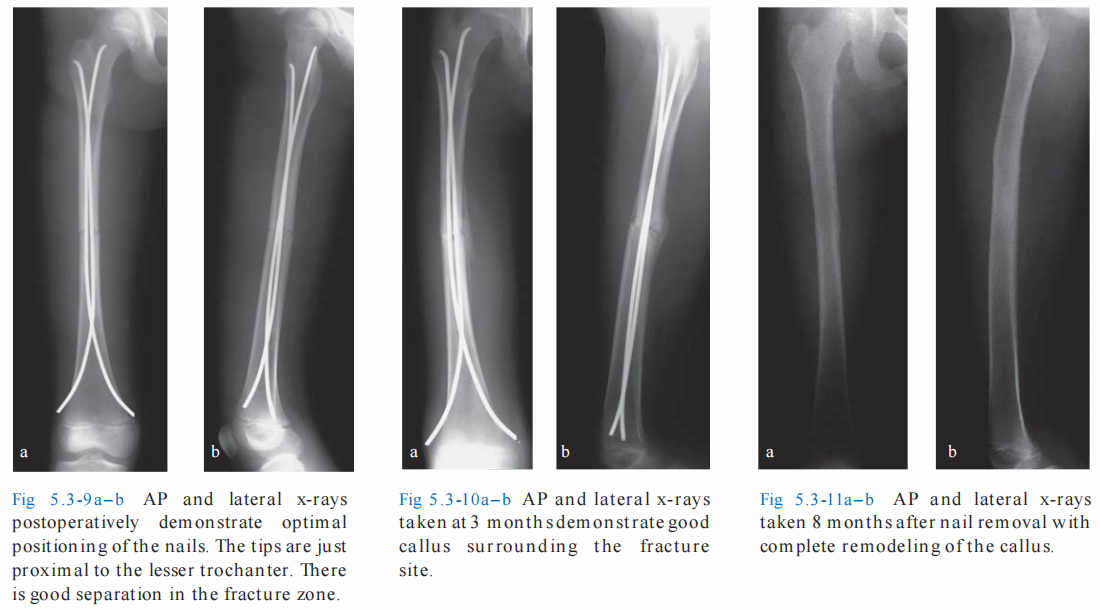 a
b
a
b
a
b
Fig 5.3-9a–b AP and lateral x-rays
postoperatively demonstrate optimal
positioning of the nails. The tips are just
proximal to the lesser trochanter. There
is good separation in the fracture zone.
Fig 5.3-10a–b AP and lateral x-rays
taken at 3 months demonstrate good
callus surrounding the fracture
site.
Fig 5.3-11a–b AP and lateral x-rays
taken 8 months after nail removal with
complete remodeling of the callus.